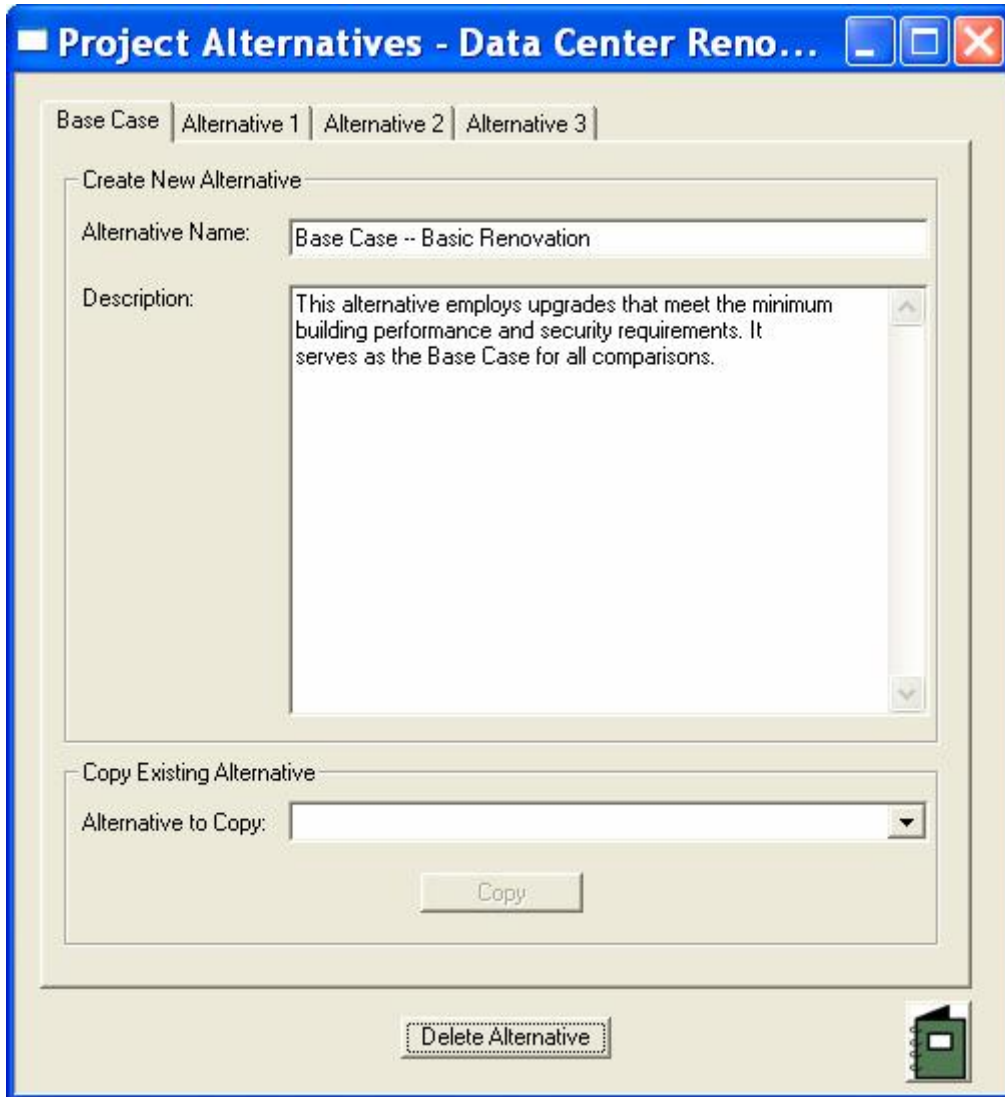 Project Alternatives - Data Center Reno...
Base Case
Alternative 1
Alternative 2
Alternative 3
Create New Alternative
Alternative Name:
Base Case -- Basic Renovation
Description:
This alternative employs upgrades that meet the minimum
building performance and security requirements. It
serves as the Base Case for all comparisons.
Copy Existing Alternative
Alternative to Copy:
Copy
Delete Alternative